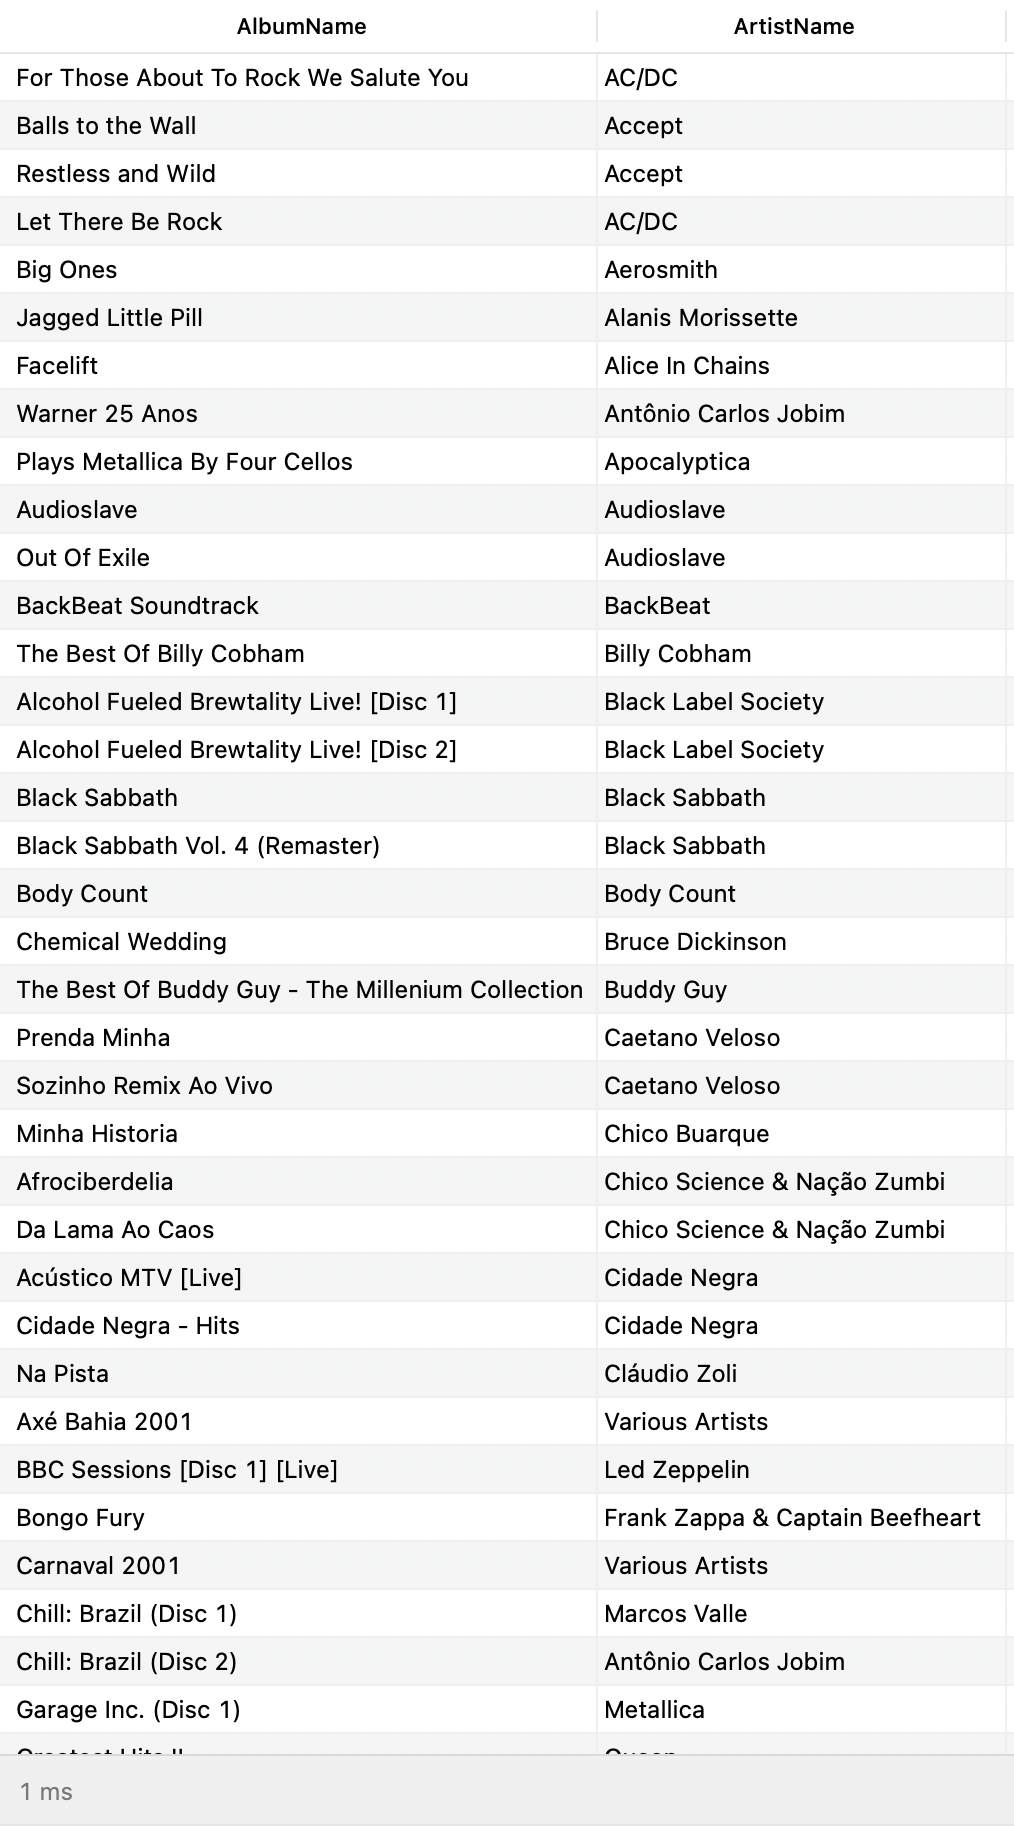 AlbumName ArtistName
For Those About To Rock We Salute You AC/DC
Balls to the Wall Accept
Restless and Wild Accept
Let There Be Rock AC/DC
Big Ones Aerosmith
Jagged Little Pill Alanis Morissette
Facelift Alice In Chains
Warner 25 Anos Antônio Carlos Jobim
Plays Metallica By Four Cellos Apocalyptica
Audioslave Audioslave
Out Of Exile Audioslave
BackBeat Soundtrack BackBeat
The Best Of Billy Cobham Billy Cobham
Alcohol Fueled Brewtality Live! [Disc 1] Black Label Society
Alcohol Fueled Brewtality Live! [Disc 2] Black Label Society
Black Sabbath Black Sabbath
Black Sabbath Vol. 4 (Remaster) Black Sabbath
Body Count Body Count
Chemical Wedding Bruce Dickinson
The Best Of Buddy Guy - The Millenium Collection Buddy Guy
Prenda Minha Caetano Veloso
Sozinho Remix Ao Vivo Caetano Veloso
Minha Historia Chico Buarque
Afrociberdelia Chico Science & Nação Zumbi
Da Lama Ao Caos Chico Science & Nação Zumbi
Acústico MTV [Live] Cidade Negra
Cidade Negra - Hits Cidade Negra
Na Pista Cláudio Zoli
Axé Bahia 2001 Various Artists
BBC Sessions [Disc 1] [Live] Led Zeppelin
Bongo Fury Frank Zappa & Captain Beefheart
Carnaval 2001 Various Artists
Chill: Brazil (Disc 1) Marcos Valle
Chill: Brazil (Disc 2) Antônio Carlos Jobim
Garage Inc. (Disc 1) Metallica
1 ms